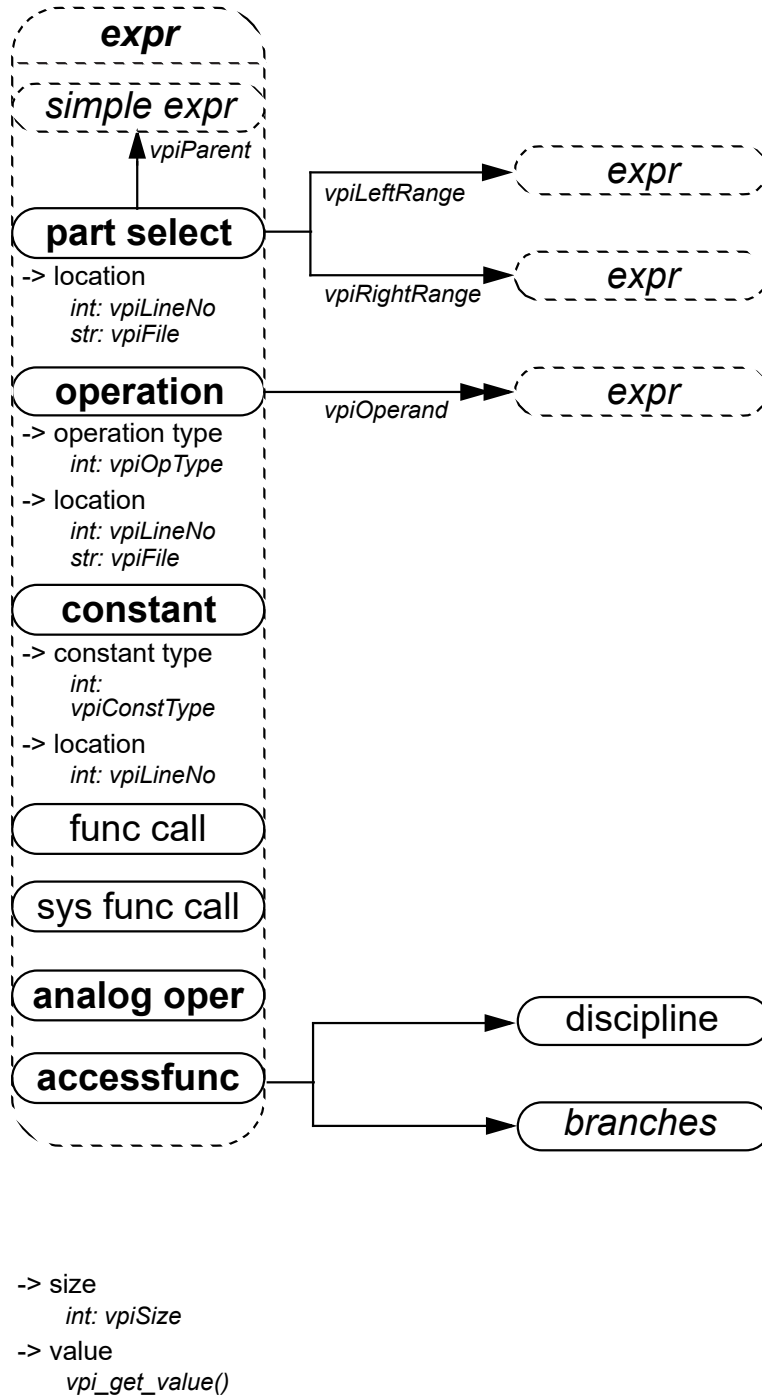 expr
simple expr
vpiParent
expr
vpiLeftRange
part select
-> location
expr
vpiRightRange
int: vpiLineNo
str: vpiFile
operation
expr
vpiOperand
-> operation type
int: vpiOpType
-> location
int: vpiLineNo
str: vpiFile
constant
-> constant type
int:
vpiConstType
-> location
int: vpiLineNo
func call
sys func call
analog oper
discipline
accessfunc
branches
-> size
int: vpiSize
-> value
vpi_get_value()